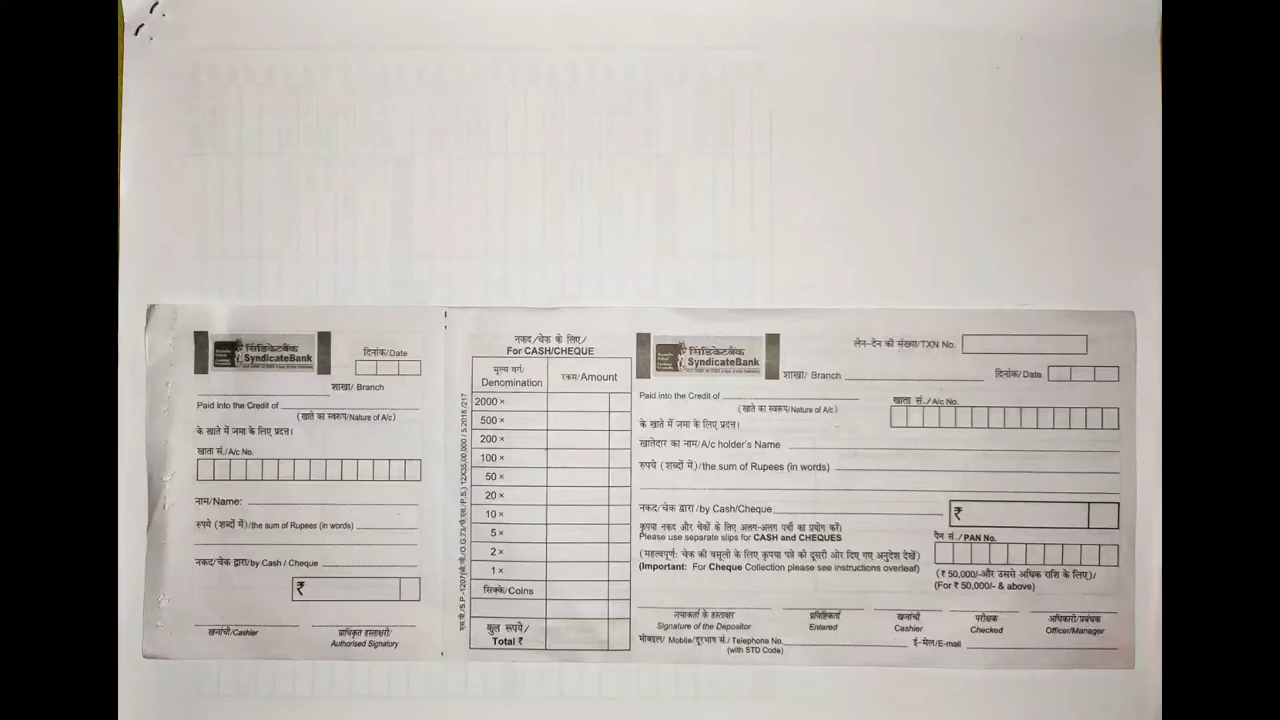 सिंडिकेटबैंक
SyndicateBank
दिनांक/Date
शाखा/ Branch
Paid into the Credit of
(खाते का स्वरूप/Nature of A/c)
के खाते में जमा के लिए प्रदत्त।
खाता सं./A/c No.
नाम/Name:
रुपये (शब्दों में)/the sum of Rupees (in words)
नकद/चेक द्वारा/by Cash / Cheque
₹
खजांची/Cashier
प्राधिकृत हस्ताक्षरी/
Authorised Signatory
नकद/चेक के लिए/
For CASH/CHEQUE
मूल्य वर्ग/
Denomination
रकम/Amount
2000 ×
500 ×
200 ×
100 ×
50 ×
20 ×
10 ×
5 ×
2 ×
1 ×
सिक्के/Coins
कुल रूपये/
Total ₹
सिंडिकेटबैंक
SyndicateBank
लेन-देन की संख्या/TXN No.
शाखा/ Branch
दिनांक/Date
Paid into the Credit of
(खाते का स्वरूप/Nature of A/c)
खाता सं./A/c No.
के खाते में जमा के लिए प्रदत्त।
खातेदार का नाम/A/c holder's Name
रुपये (शब्दों में)/the sum of Rupees (in words)
नकद/चेक द्वारा /by Cash/Cheque
₹
कृपया नकद और चेकों के लिए अलग-अलग पर्ची का प्रयोग करें।
Please use separate slips for CASH and CHEQUES
पैन सं./PAN No.
(महत्वपूर्ण: चेक की वसूली के लिए कृपया पन्ने की दूसरी ओर दिए गए अनुदेश देखें)
(Important: For Cheque Collection please see instructions overleaf)
(₹ 50,000/-और उससे अधिक राशि के लिए)/
(For ₹ 50,000/- & above)
जमाकर्ता के हस्ताक्षर
Signature of the Depositor
प्रविष्टिकर्ता
Entered
खजांची
Cashier
परीक्षक
Checked
अधिकारी/प्रबंधक
Officer/Manager
मोबाइल/ Mobile/दूरभाष सं./ Telephone No.
(with STD Code)
ई-मेल/E-mail